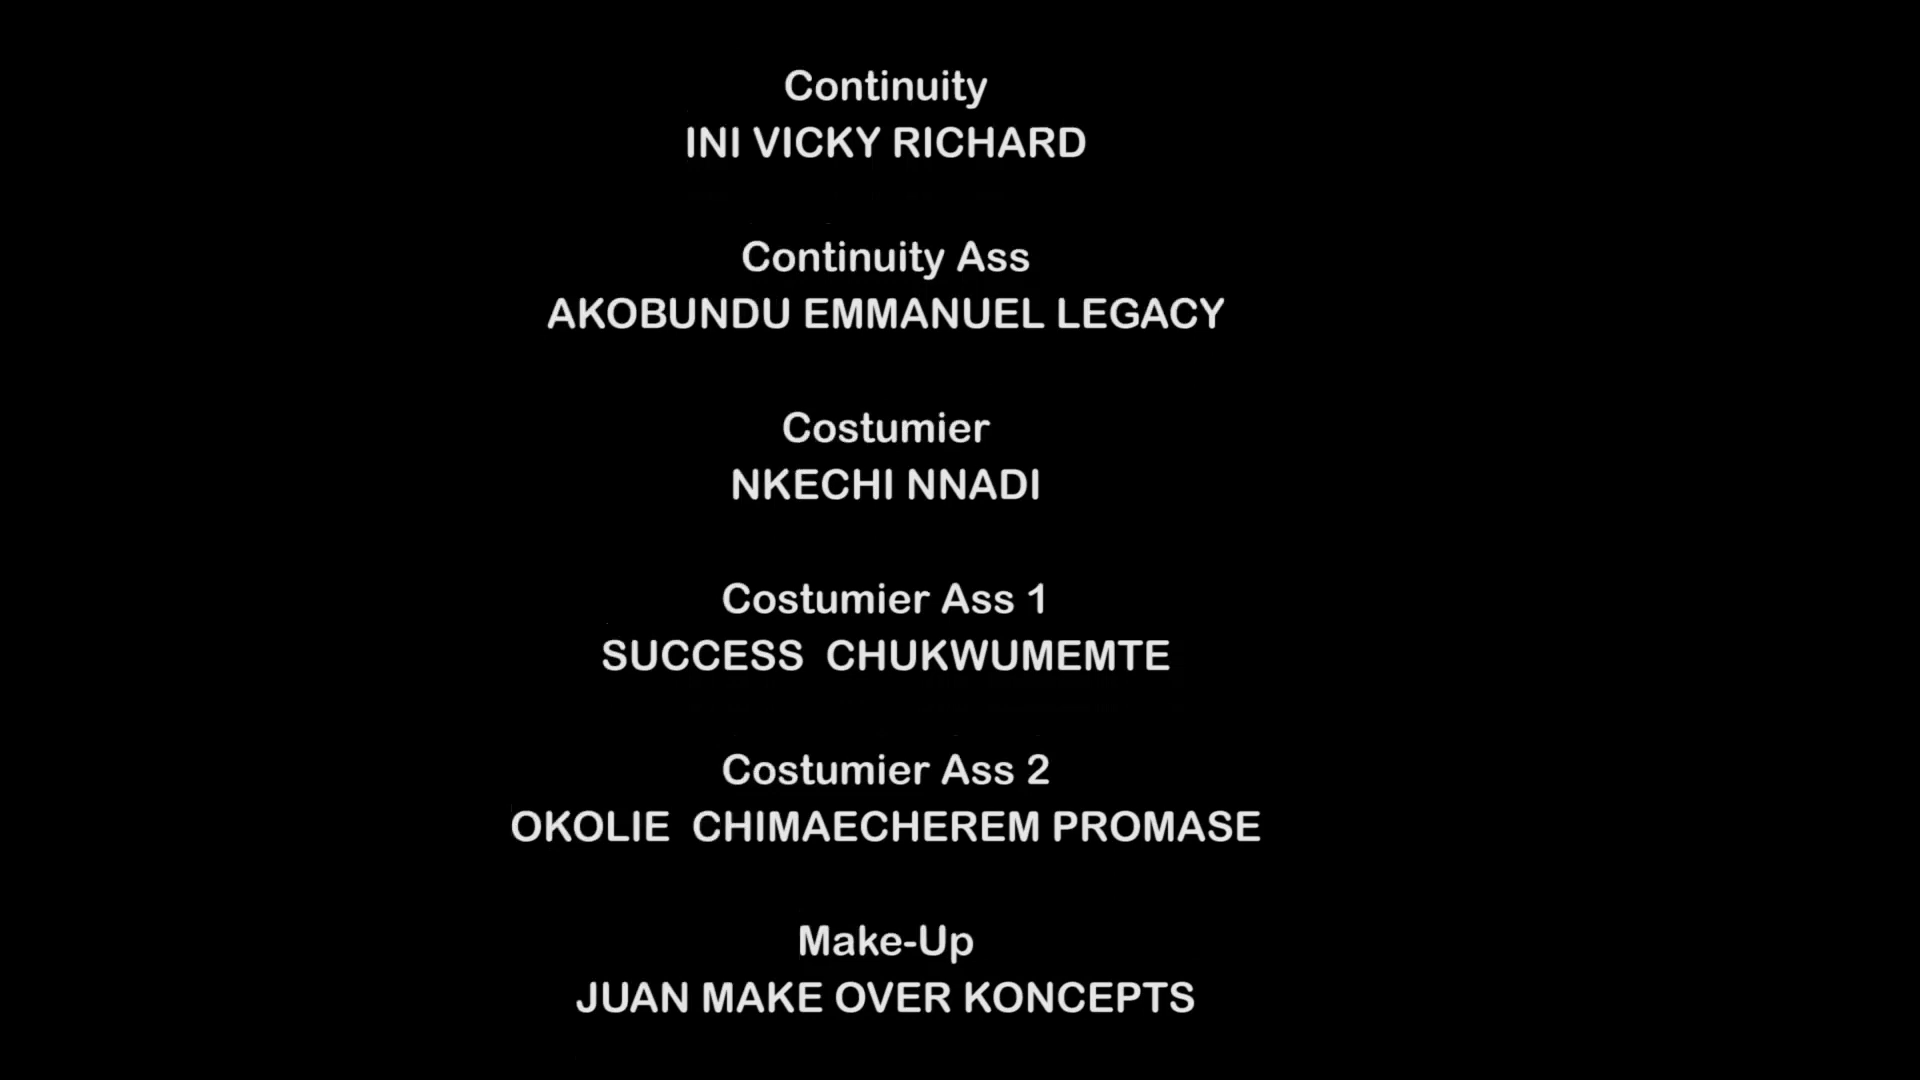 Continuity
INI VICKY RICHARD
Continuity Ass
AKOBUNDU EMMANUEL LEGACY
Costumier
NKECHI NNADI
Costumier Ass 1
SUCCESS  CHUKWUMEMTE
Costumier Ass 2
OKOLIE  CHIMAECHEREM PROMASE
Make-Up
JUAN MAKE OVER KONCEPTS